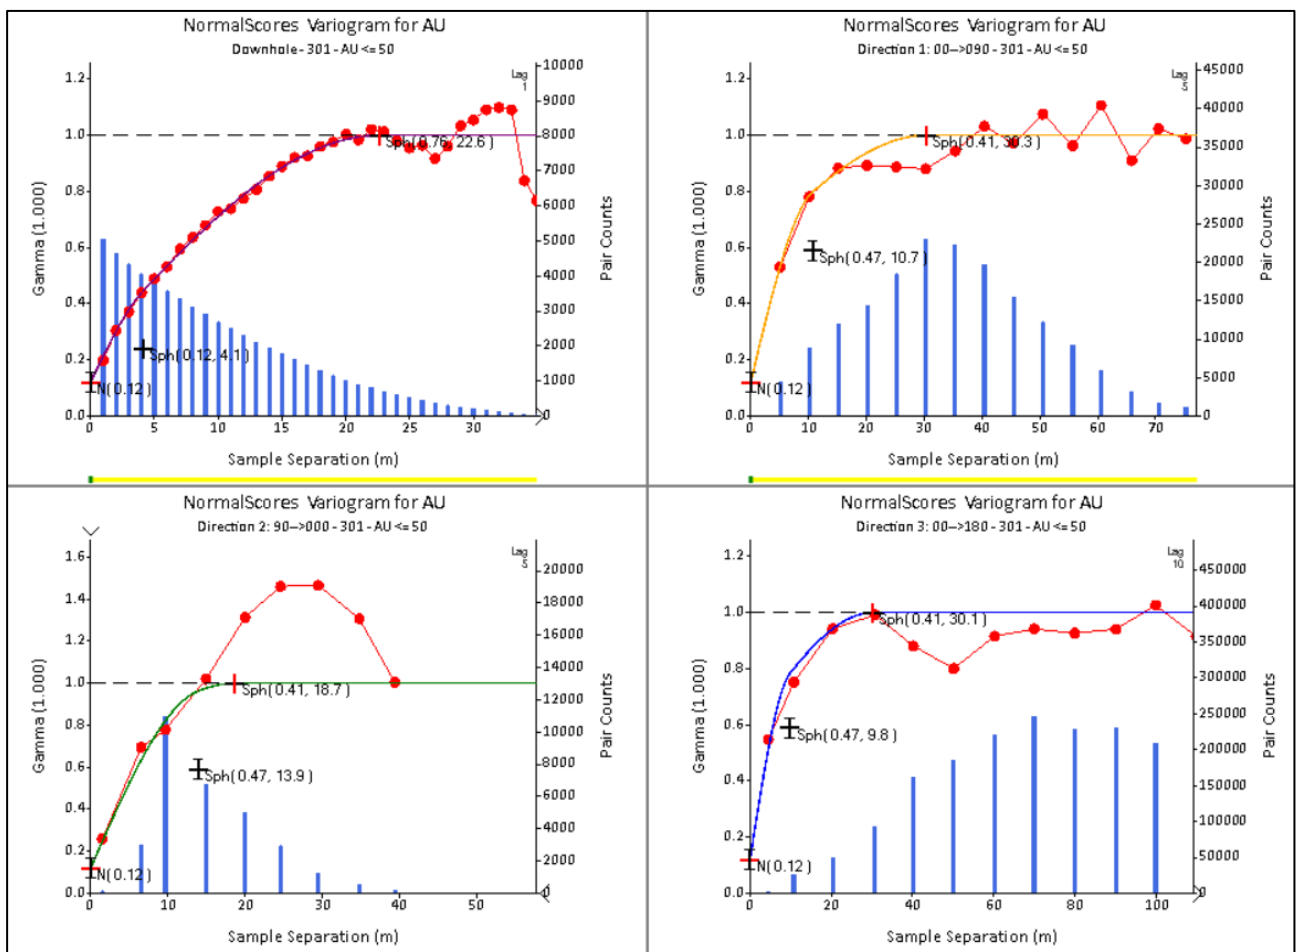 NormalScores Variogram for AU
Downhole - 301 - AU <= 50
Lag
1
Gamma (1.000)
1.2
1.0
0.8
0.6
0.4
0.2
0.0
10000
9000
8000
7000
6000
5000
4000
3000
2000
1000
0
Pair Counts
Sph( 0.76, 22.6 )
Sph( 0.12, 4.1 )
N( 0.12 )
0 5 10 15 20 25 30
Sample Separation (m)
NormalScores Variogram for AU
Direction 1: 00-->090 - 301 - AU <= 50
Lag
5
Gamma (1.000)
1.2
1.0
0.8
0.6
0.4
0.2
0.0
45000
40000
35000
30000
25000
20000
15000
10000
5000
0
Pair Counts
Sph( 0.41, 30.3 )
Sph( 0.47, 10.7 )
N( 0.12 )
0 10 20 30 40 50 60 70
Sample Separation (m)
NormalScores Variogram for AU
Direction 2: 90-->000 - 301 - AU <= 50
Lag
5
Gamma (1.000)
1.6
1.4
1.2
1.0
0.8
0.6
0.4
0.2
0.0
20000
18000
16000
14000
12000
10000
8000
6000
4000
2000
0
Pair Counts
Sph( 0.41, 18.7 )
Sph( 0.47, 13.9 )
N( 0.12 )
0 10 20 30 40 50
Sample Separation (m)
NormalScores Variogram for AU
Direction 3: 00-->180 - 301 - AU <= 50
Lag
10
Gamma (1.000)
1.2
1.0
0.8
0.6
0.4
0.2
0.0
450000
400000
350000
300000
250000
200000
150000
100000
50000
0
Pair Counts
Sph( 0.41, 30.1 )
Sph( 0.47, 9.8 )
N( 0.12 )
0 20 40 60 80 100
Sample Separation (m)